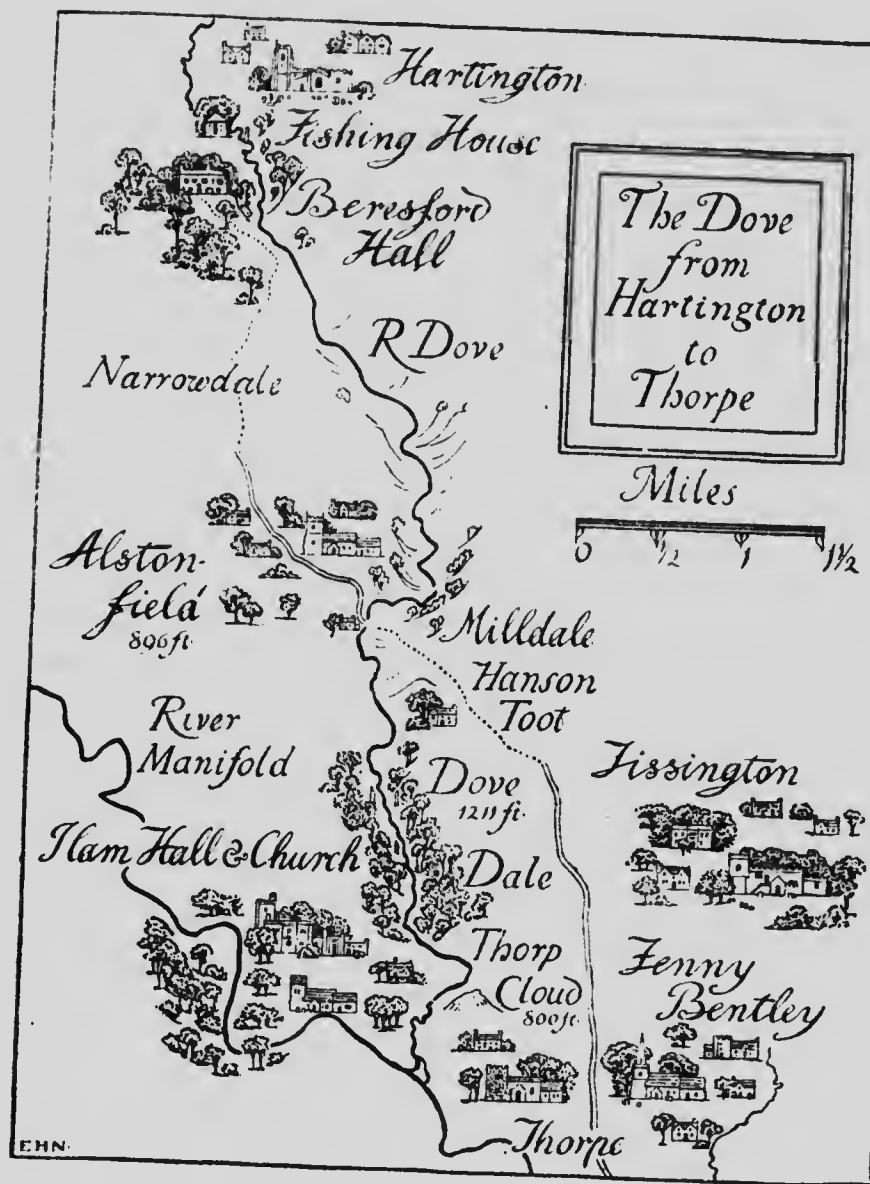 Hartington
Fishing House
Beresford
Hall
The Dove
from
Hartington
to
Thorpe
R Dove
Narrowdale
Miles
0 1/2 1 1 1/2
Alston-
field
896 ft.
Milldale
Hanson
Toot
River
Manifold
Tissington
Dove
1211 ft.
Ilam Hall & Church
Dale
Thorp
Cloud
800 ft.
Fenny
Bentley
Thorpe
EHN.